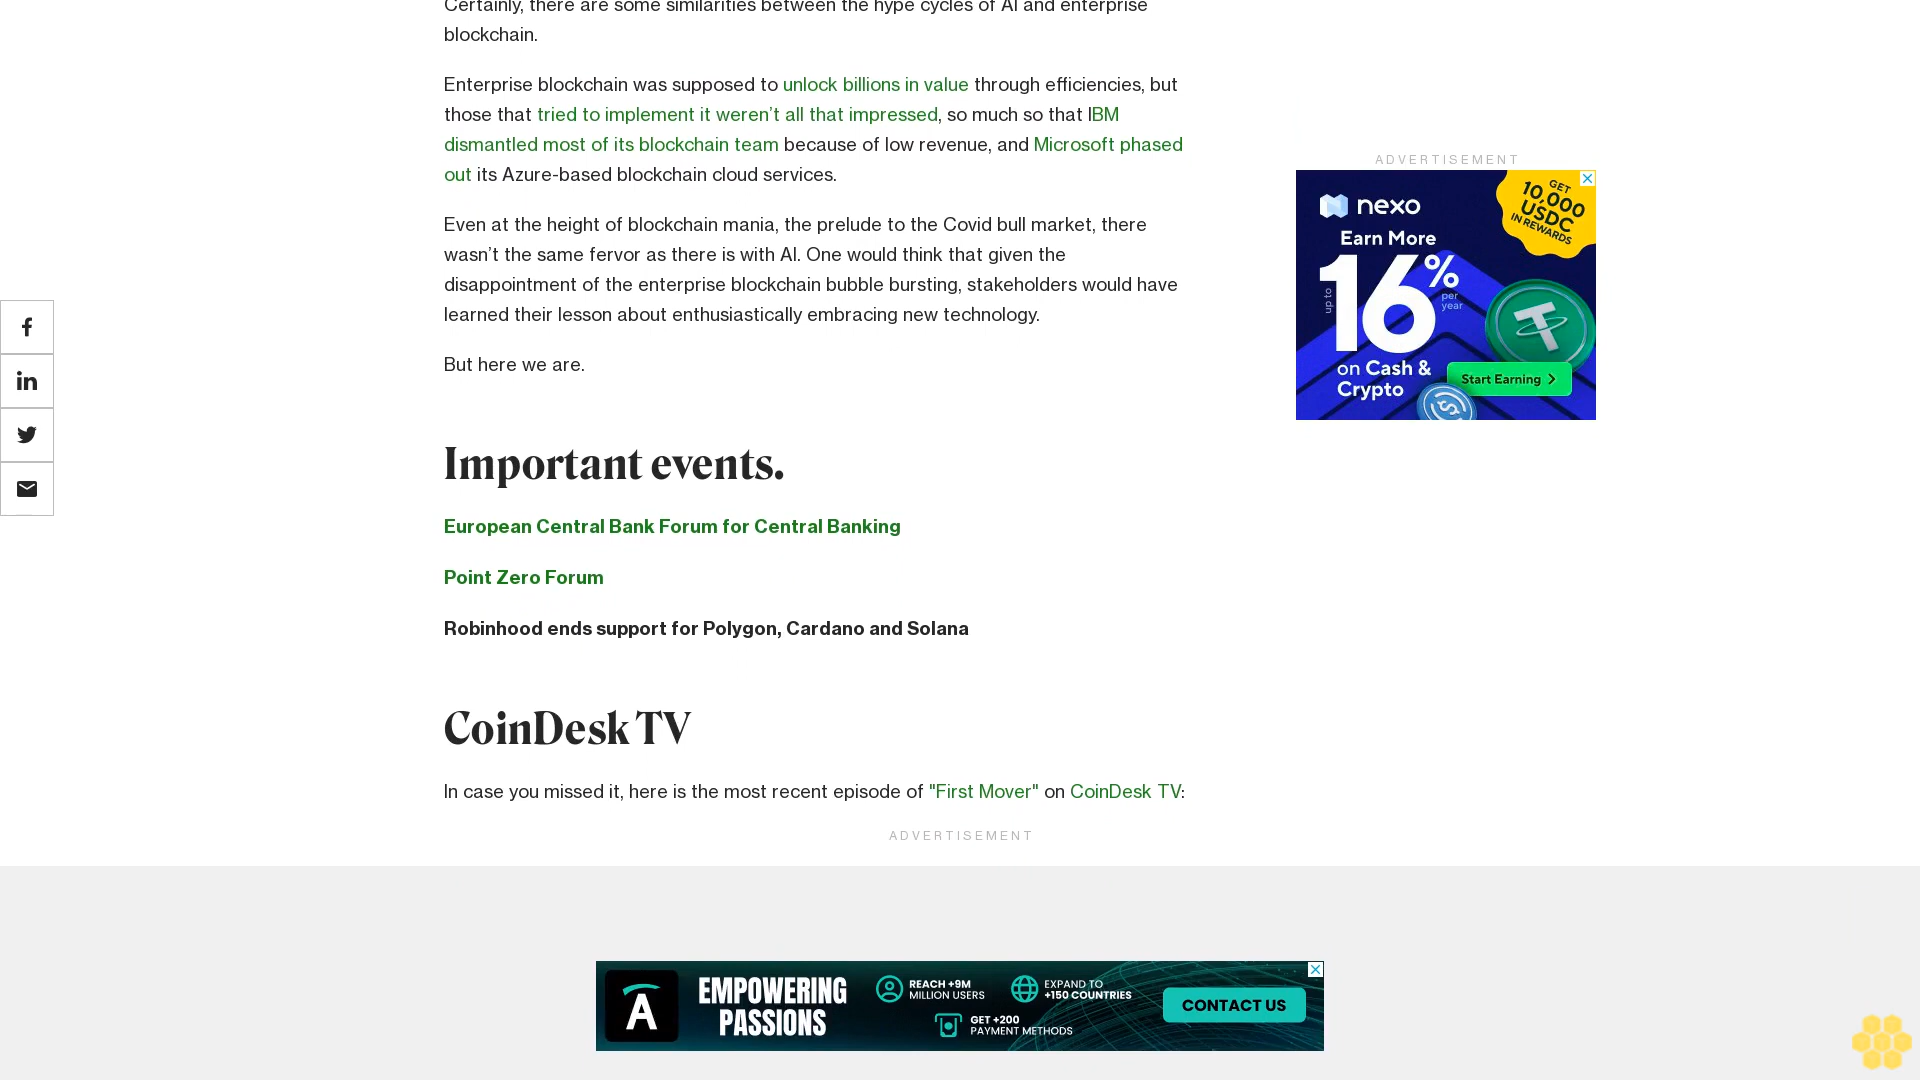 Certainly, there are some similarities between the hype cycles of AI and enterprise
blockchain.
Enterprise blockchain was supposed to unlock billions in value through efficiencies, but
those that tried to implement it weren’t all that impressed, so much so that IBM
dismantled most of its blockchain team because of low revenue, and Microsoft phased
out its Azure-based blockchain cloud services.
Even at the height of blockchain mania, the prelude to the Covid bull market, there
wasn’t the same fervor as there is with AI. One would think that given the
disappointment of the enterprise blockchain bubble bursting, stakeholders would have
learned their lesson about enthusiastically embracing new technology.
But here we are.
Important events.
European Central Bank Forum for Central Banking
Point Zero Forum
Robinhood ends support for Polygon, Cardano and Solana
CoinDesk TV
In case you missed it, here is the most recent episode of "First Mover" on CoinDesk TV:
ADVERTISEMENT
nexo
GET
10,000
USDC
IN REWARDS
Earn More
up to
16%
per
year
on Cash &
Crypto
Start Earning
ADVERTISEMENT
A
EMPOWERING
PASSIONS
REACH +9M
MILLION USERS
EXPAND TO
+150 COUNTRIES
GET +200
PAYMENT METHODS
CONTACT US